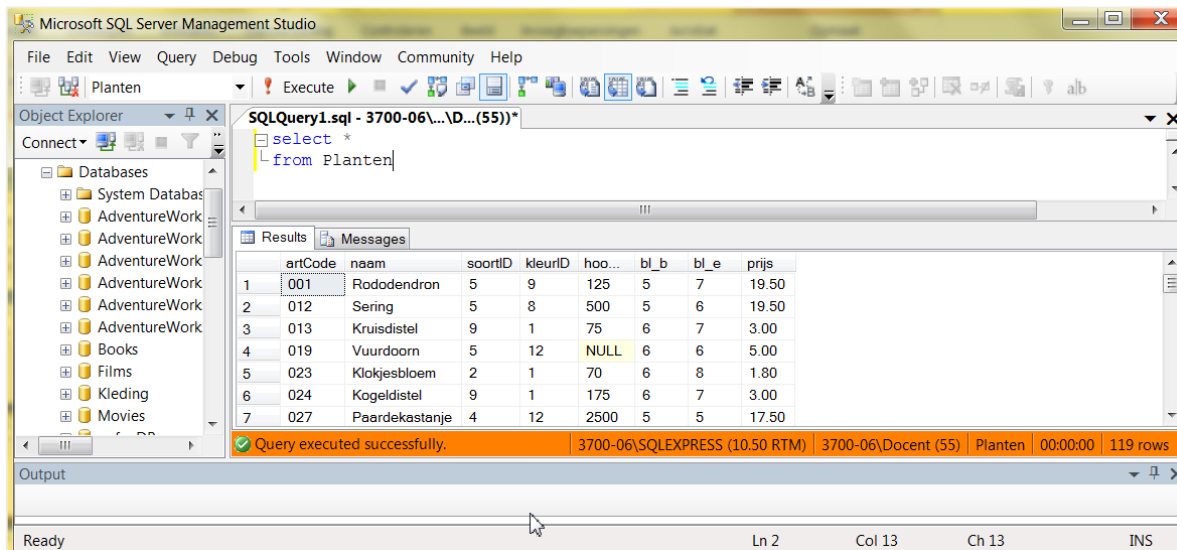 Microsoft SQL Server Management Studio
File Edit View Query Debug Tools Window Community Help
Planten Execute
Object Explorer
SQLQuery1.sql - 3700-06\...\D...(55))*
Connect
select *
from Planten
Databases
System Databas
AdventureWork
AdventureWork
AdventureWork
AdventureWork
AdventureWork
AdventureWork
Books
Films
Kleding
Movies
Results Messages
artCode naam soortID kleurID hoo... bl_b bl_e prijs
1 001 Rododendron 5 9 125 5 7 19.50
2 012 Sering 5 8 500 5 6 19.50
3 013 Kruisdistel 9 1 75 6 7 3.00
4 019 Vuurdoorn 5 12 NULL 6 6 5.00
5 023 Klokjesbloem 2 1 70 6 8 1.80
6 024 Kogeldistel 9 1 175 6 7 3.00
7 027 Paardekastanje 4 12 2500 5 5 17.50
Query executed successfully. 3700-06\SQLEXPRESS (10.50 RTM) 3700-06\Docent (55) Planten 00:00:00 119 rows
Output
Ready Ln 2 Col 13 Ch 13 INS